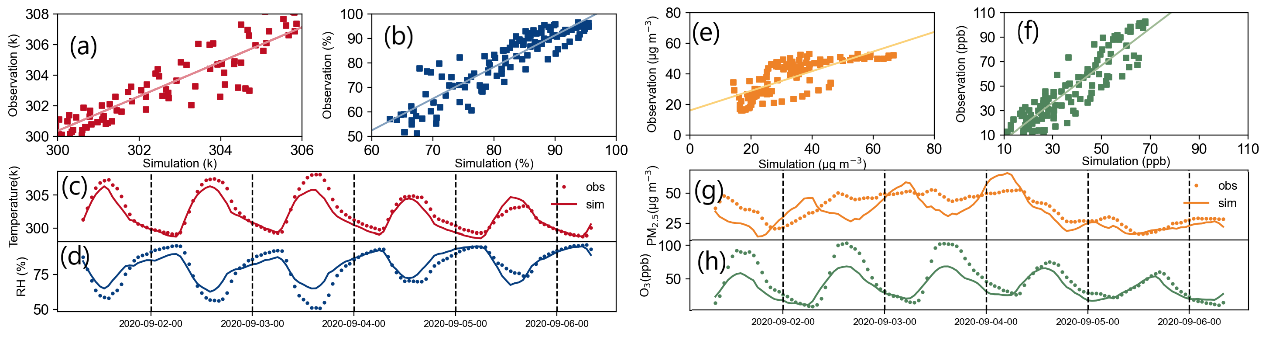 308
306
304
302
300
Observation (k)
(a)
300
302
304
306
Simulation (k)
100
90
80
70
60
50
Observation (%)
(b)
60
70
80
90
100
Simulation (%)
80
60
40
20
0
Observation (μg m⁻³)
(e)
0
20
40
60
80
Simulation (μg m⁻³)
110
90
70
50
30
10
Observation (ppb)
(f)
10
30
50
70
90
110
Simulation (ppb)
Temperature(k)
305
300
(c)
obs
sim
RH (%)
75
50
(d)
2020-09-02-00
2020-09-03-00
2020-09-04-00
2020-09-05-00
2020-09-06-00
PM₂.₅(μg m⁻³)
50
25
(g)
obs
sim
O₃(ppb)
100
50
(h)
2020-09-02-00
2020-09-03-00
2020-09-04-00
2020-09-05-00
2020-09-06-00